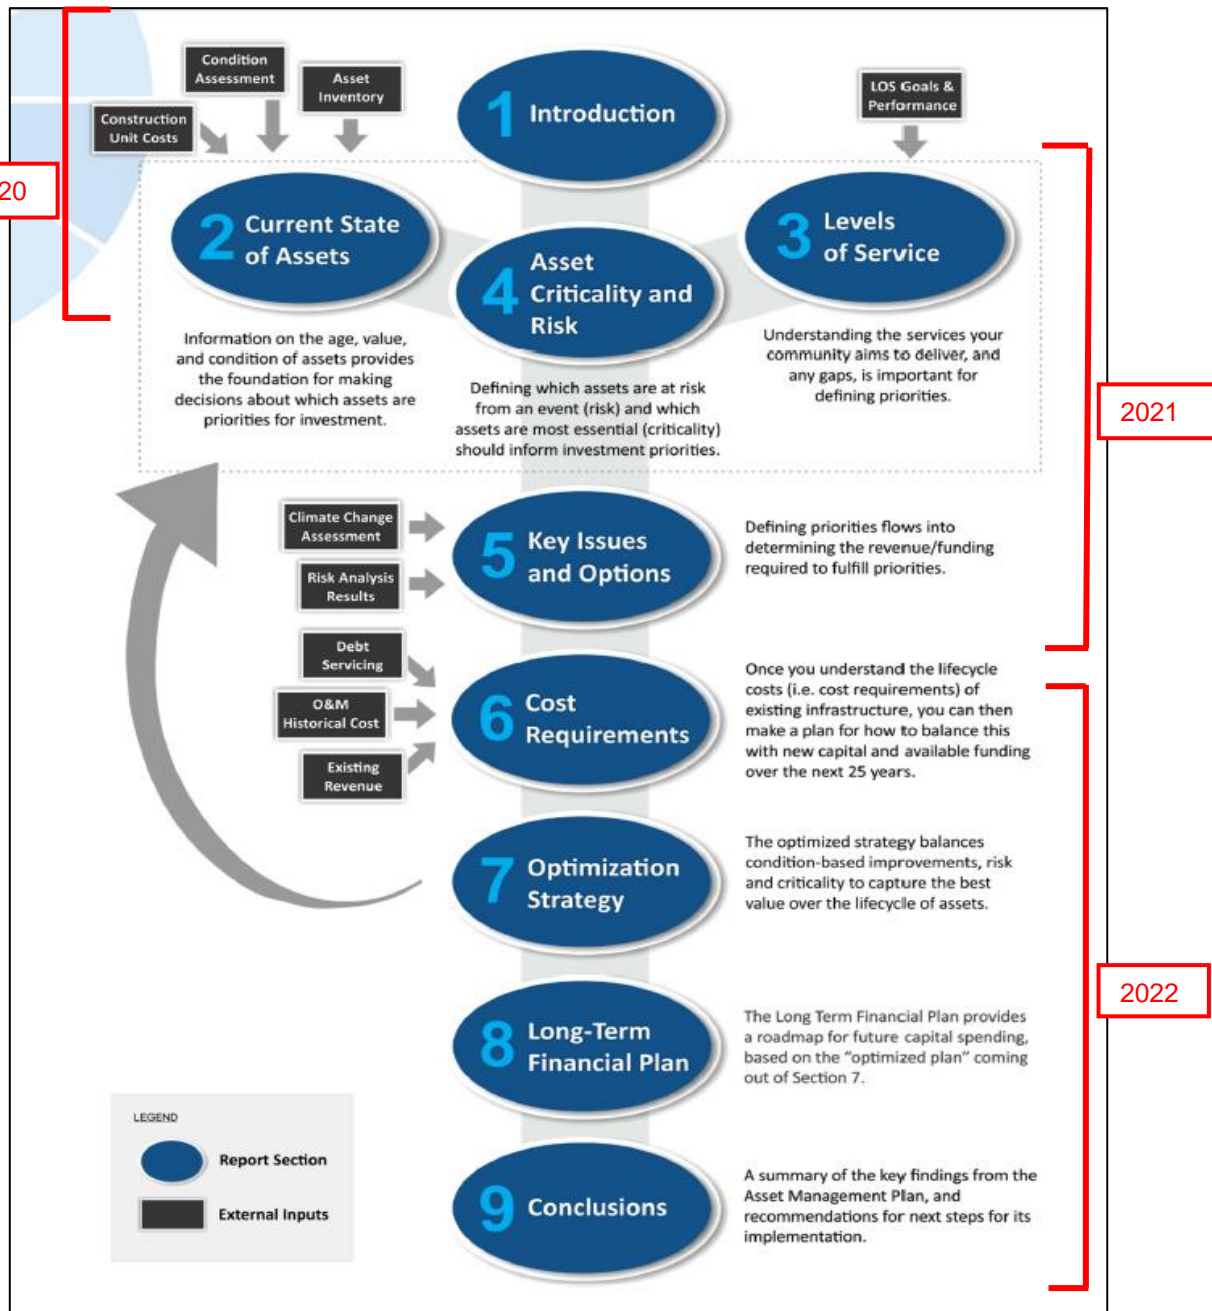 Condition
Assessment
Asset
Inventory
Construction
Unit Costs
1 Introduction
LOS Goals &
Performance
20
2 Current State
of Assets
3 Levels
of Service
4 Asset
Criticality and
Risk
Information on the age, value,
and condition of assets provides
the foundation for making
decisions about which assets are
priorities for investment.
Defining which assets are at risk
from an event (risk) and which
assets are most essential (criticality)
should inform investment priorities.
Understanding the services your
community aims to deliver, and
any gaps, is important for
defining priorities.
2021
Climate Change
Assessment
Risk Analysis
Results
5 Key Issues
and Options
Defining priorities flows into
determining the revenue/funding
required to fulfill priorities.
Debt
Servicing
O&M
Historical Cost
Existing
Revenue
6 Cost
Requirements
Once you understand the lifecycle
costs (i.e. cost requirements) of
existing infrastructure, you can then
make a plan for how to balance this
with new capital and available funding
over the next 25 years.
7 Optimization
Strategy
The optimized strategy balances
condition-based improvements, risk
and criticality to capture the best
value over the lifecycle of assets.
2022
8 Long-Term
Financial Plan
The Long Term Financial Plan provides
a roadmap for future capital spending,
based on the “optimized plan” coming
out of Section 7.
LEGEND
Report Section
External Inputs
9 Conclusions
A summary of the key findings from the
Asset Management Plan, and
recommendations for next steps for its
implementation.